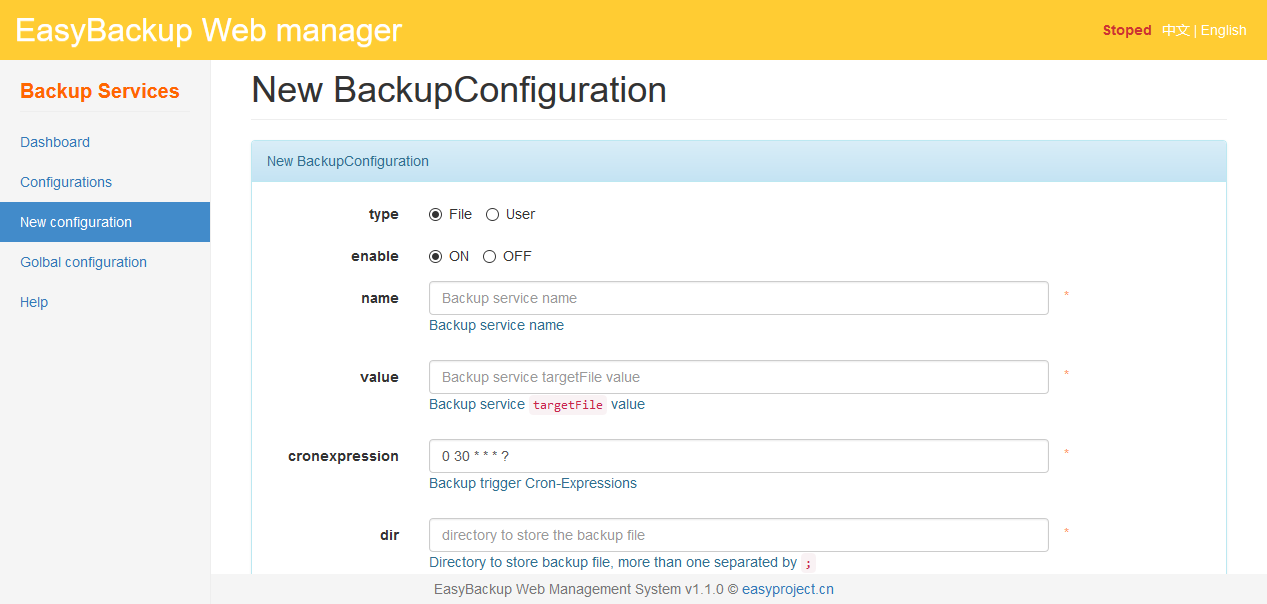 EasyBackup Web manager
Stoped 中文 | English
Backup Services
Dashboard
Configurations
New configuration
Golbal configuration
Help
New BackupConfiguration
New BackupConfiguration
type File User
enable ON OFF
name Backup service name *
Backup service name
value Backup service targetFile value *
Backup service targetFile value
cronexpression 0 30 * * * ? *
Backup trigger Cron-Expressions
dir directory to store the backup file *
Directory to store backup file, more than one separated by ;
EasyBackup Web Management System v1.1.0 © easyproject.cn